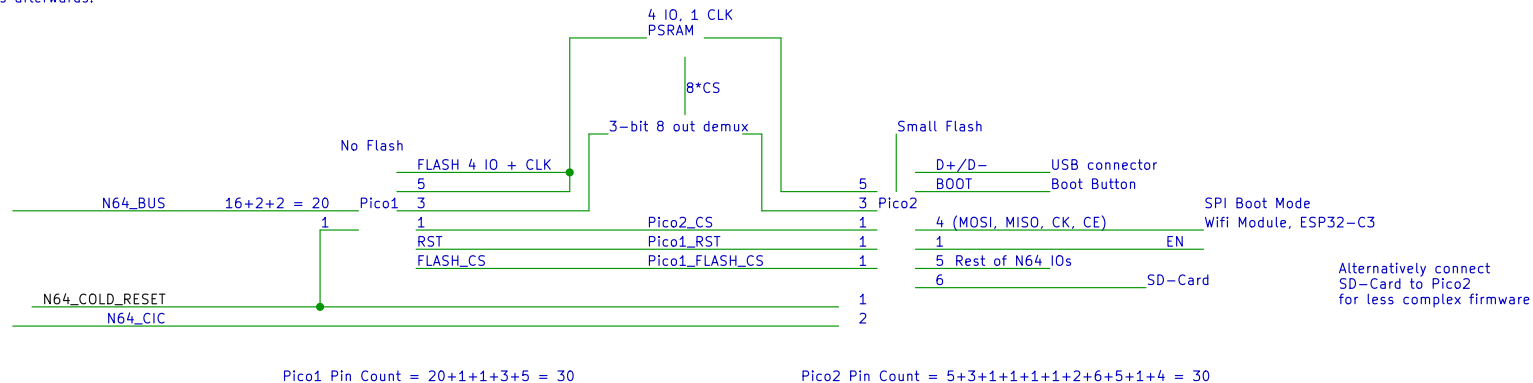 afterwards.
4 IO, 1 CLK
PSRAM
8*CS
3-bit 8 out demux
Small Flash
No Flash
FLASH 4 IO + CLK
D+/D-
USB connector
5
5
BOOT
Boot Button
N64_BUS
16+2+2 = 20
Pico1
3
3
Pico2
SPI Boot Mode
1
1
Pico2_CS
1
4 (MOSI, MISO, CK, CE)
Wifi Module, ESP32-C3
RST
Pico1_RST
1
1
EN
FLASH_CS
Pico1_FLASH_CS
1
5 Rest of N64 IOs
6
SD-Card
Alternatively connect
SD-Card to Pico2
for less complex firmware
N64_COLD_RESET
1
N64_CIC
2
Pico1 Pin Count = 20+1+1+3+5 = 30
Pico2 Pin Count = 5+3+1+1+1+1+2+6+5+1+4 = 30